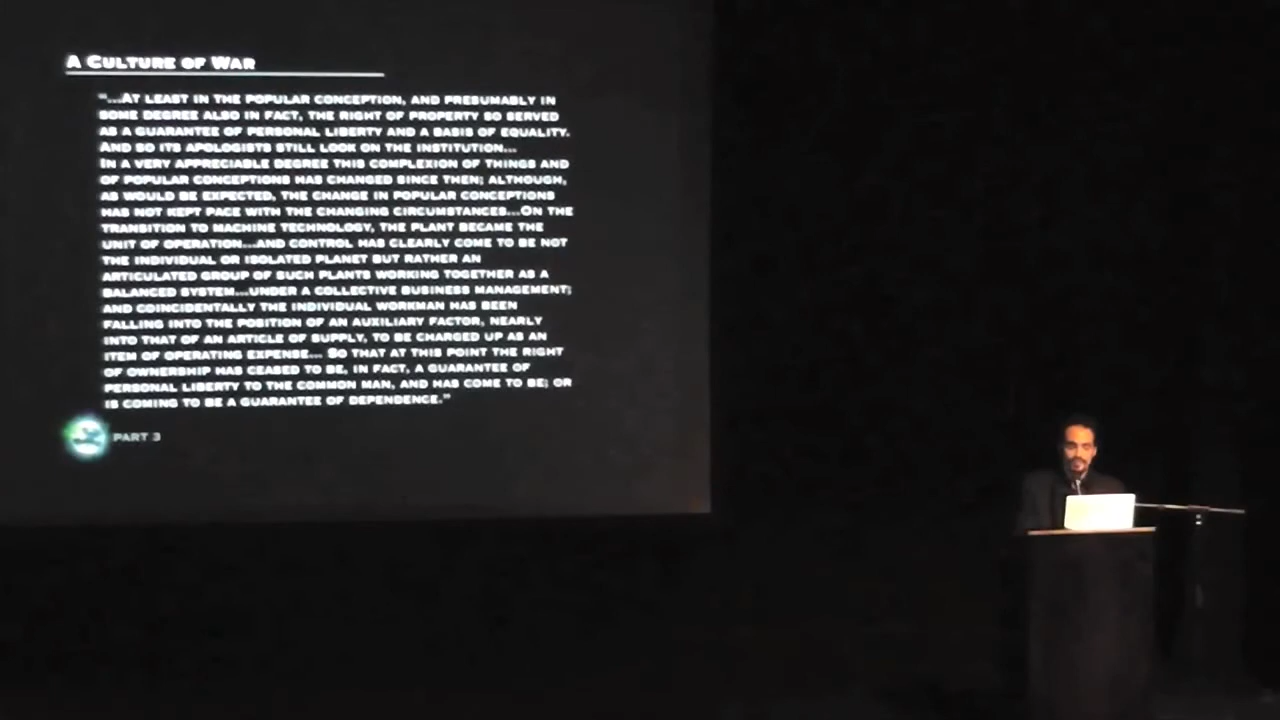 A CULTURE OF WAR
"...AT LEAST IN THE POPULAR CONCEPTION, AND PRESUMABLY IN
SOME DEGREE ALSO IN FACT, THE RIGHT OF PROPERTY SO SERVED
AS A GUARANTEE OF PERSONAL LIBERTY AND A BASIS OF EQUALITY.
AND SO ITS APOLOGISTS STILL LOOK ON THE INSTITUTION...
IN A VERY APPRECIABLE DEGREE THIS COMPLEXION OF THINGS AND
OF POPULAR CONCEPTIONS HAS CHANGED SINCE THEN; ALTHOUGH,
AS WOULD BE EXPECTED, THE CHANGE IN POPULAR CONCEPTIONS
HAS NOT KEPT PACE WITH THE CHANGING CIRCUMSTANCES...ON THE
TRANSITION TO MACHINE TECHNOLOGY, THE PLANT BECAME THE
UNIT OF OPERATION...AND CONTROL HAS CLEARLY COME TO BE NOT
THE INDIVIDUAL OR ISOLATED PLANET BUT RATHER AN
ARTICULATED GROUP OF SUCH PLANTS WORKING TOGETHER AS A
BALANCED SYSTEM...UNDER A COLLECTIVE BUSINESS MANAGEMENT;
AND COINCIDENTALLY THE INDIVIDUAL WORKMAN HAS BEEN
FALLING INTO THE POSITION OF AN AUXILIARY FACTOR, NEARLY
INTO THAT OF AN ARTICLE OF SUPPLY, TO BE CHARGED UP AS AN
ITEM OF OPERATING EXPENSE... SO THAT AT THIS POINT THE RIGHT
OF OWNERSHIP HAS CEASED TO BE, IN FACT, A GUARANTEE OF
PERSONAL LIBERTY TO THE COMMON MAN, AND HAS COME TO BE; OR
IS COMING TO BE A GUARANTEE OF DEPENDENCE."
PART 3